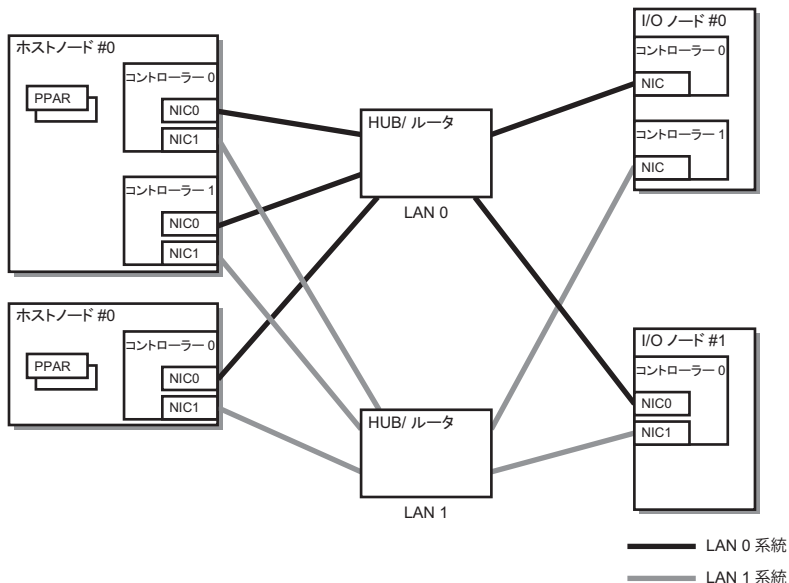 ホストノード #0
PPAR
コントローラー 0
NIC0
NIC1
コントローラー 1
NIC0
NIC1
ホストノード #0
PPAR
コントローラー 0
NIC0
NIC1
HUB/ ルータ
LAN 0
HUB/ ルータ
LAN 1
I/O ノード #0
コントローラー 0
NIC
コントローラー 1
NIC
I/O ノード #1
コントローラー 0
NIC0
NIC1
LAN 0 系統
LAN 1 系統